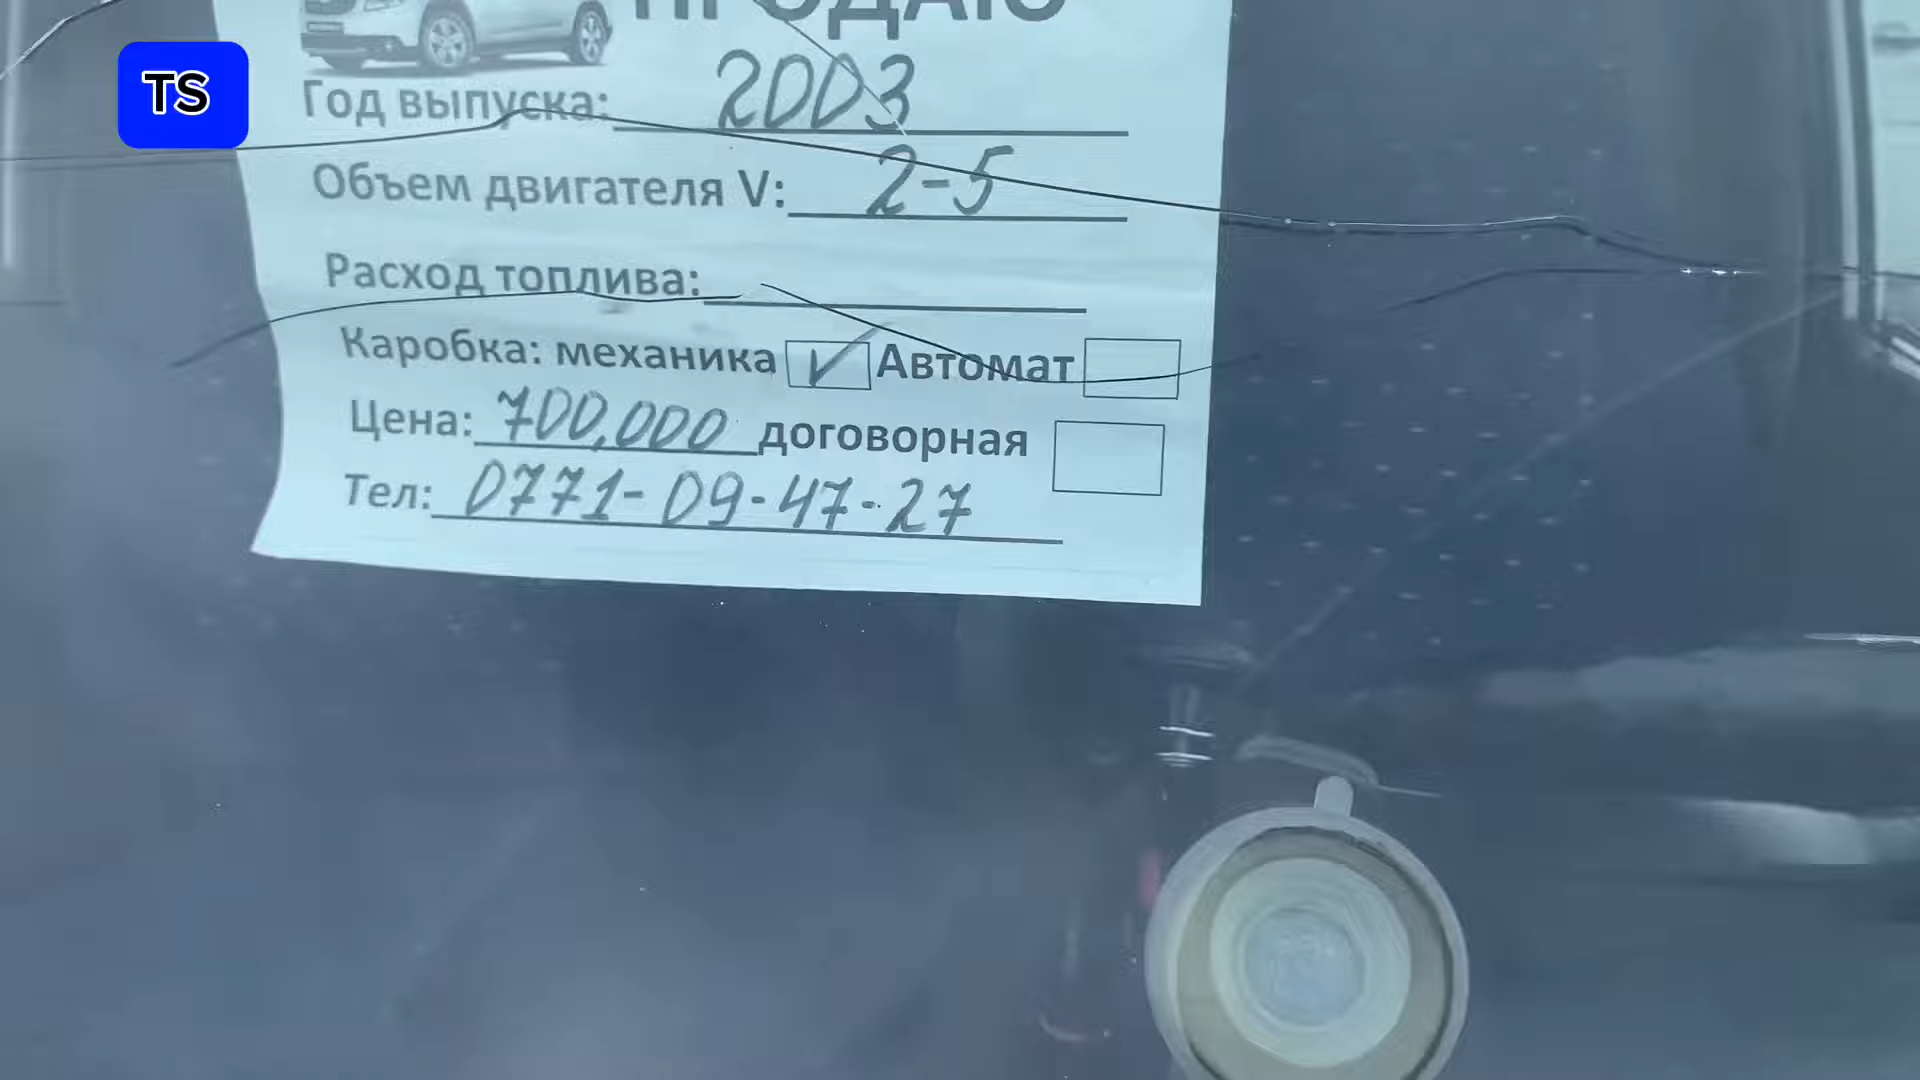 ПРОДАЮ
TS
Год выпуска: 2003
Объем двигателя V: 2-5
Расход топлива:
Каробка: механика ✓ Автомат
Цена: 700,000 договорная
Тел: 0771-09-47-27